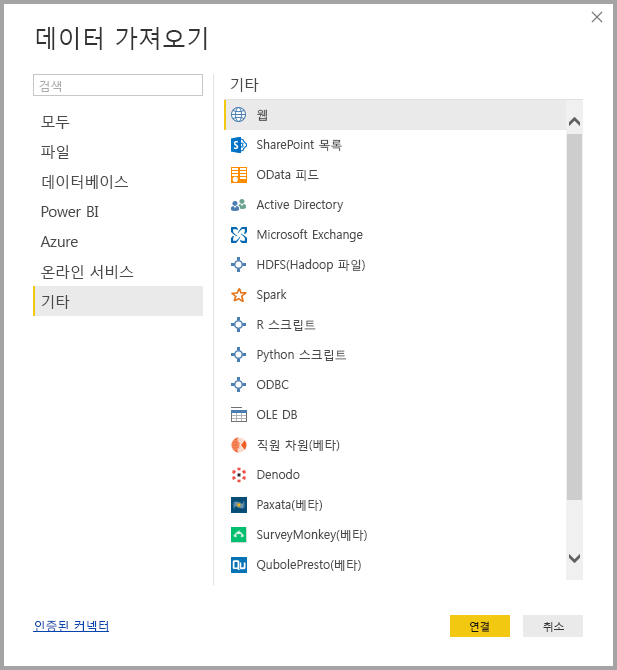 데이터 가져오기
검색
모두
파일
데이터베이스
Power BI
Azure
온라인 서비스
기타
기타
웹
SharePoint 목록
OData 피드
Active Directory
Microsoft Exchange
HDFS(Hadoop 파일)
Spark
R 스크립트
Python 스크립트
ODBC
OLE DB
직원 차원(베타)
Denodo
Paxata(베타)
SurveyMonkey(베타)
QubolePresto(베타)
인증된 커넥터
연결
취소